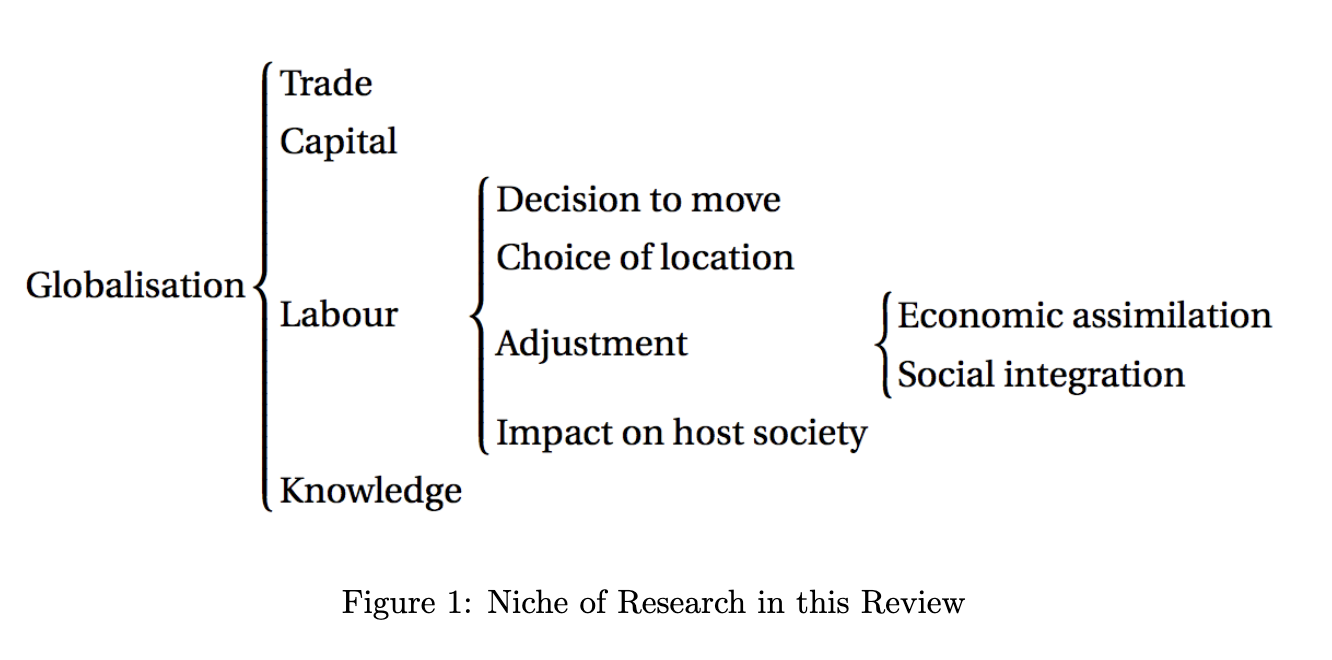 Trade
Capital
Decision to move
Choice of location
Globalisation
Labour
Economic assimilation
Adjustment
Social integration
Impact on host society
Knowledge
Figure 1: Niche of Research in this Review